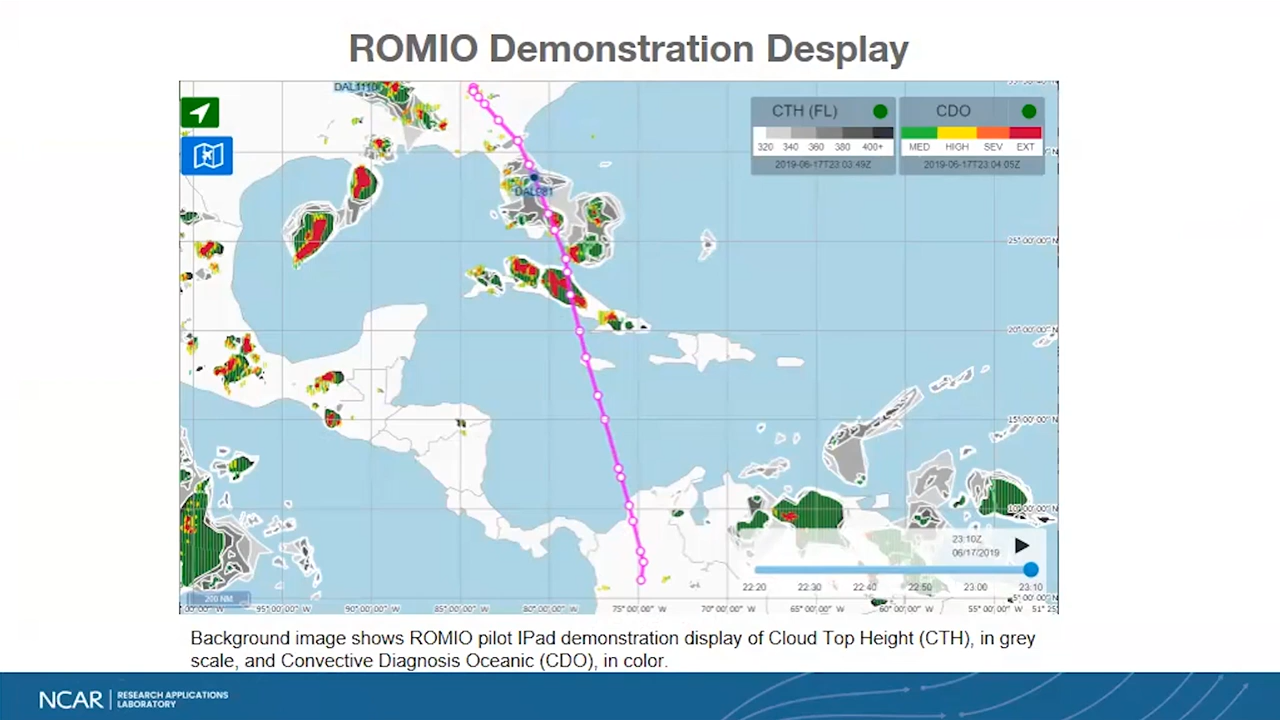 ROMIO Demonstration Desplay
DAL1110
CTH (FL)
320 340 360 380 400+
2019-06-17T23:03:49Z
CDO
MED HIGH SEV EXT
2019-06-17T23:04:05Z
DAL981
25°00'00" N
20°00'00" N
15°00'00" N
10°00'00" N
23:10Z
06/17/2019
22:20 22:30 22:40 22:50 23:00 23:10
200 NM
5°00'00" N
95°00'00" W 90°00'00" W 85°00'00" W 80°00'00" W 75°00'00" W 70°00'00" W 65°00'00" W 60°00'00" W 55°00'00" W
Background image shows ROMIO pilot IPad demonstration display of Cloud Top Height (CTH), in grey
scale, and Convective Diagnosis Oceanic (CDO), in color.
NCAR
RESEARCH APPLICATIONS
LABORATORY